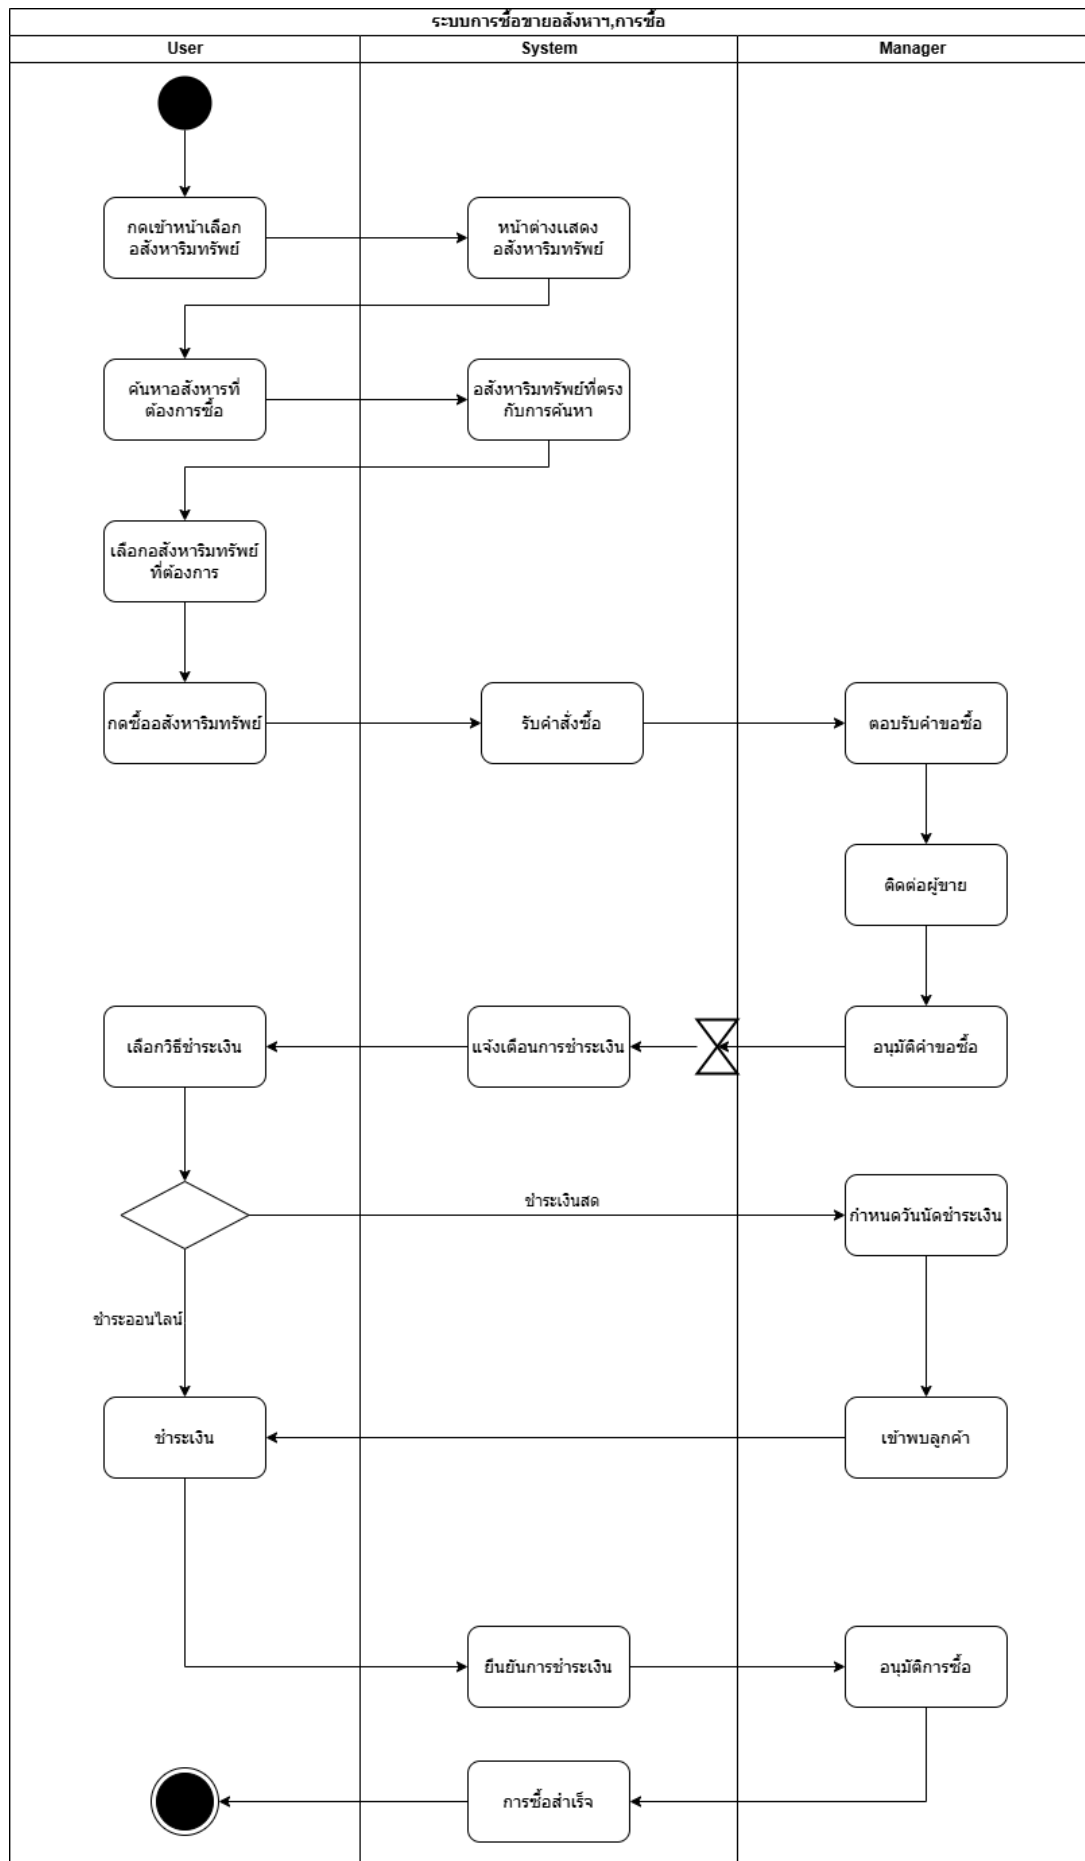 ระบบการซื้อขายอสังหาฯ,การซื้อ
User
System
Manager
กดเข้าหน้าเลือก
อสังหาริมทรัพย์
หน้าต่างแสดง
อสังหาริมทรัพย์
ค้นหาอสังหารที่
ต้องการซื้อ
อสังหาริมทรัพย์ที่ตรง
กับการค้นหา
เลือกอสังหาริมทรัพย์
ที่ต้องการ
กดซื้ออสังหาริมทรัพย์
รับคำสั่งซื้อ
ตอบรับคำขอซื้อ
ติดต่อผู้ขาย
เลือกวิธีชำระเงิน
แจ้งเตือนการชำระเงิน
อนุมัติคำขอซื้อ
ชำระเงินสด
กำหนดวันนัดชำระเงิน
ชำระออนไลน์
ชำระเงิน
เข้าพบลูกค้า
ยืนยันการชำระเงิน
อนุมัติการซื้อ
การซื้อสำเร็จ